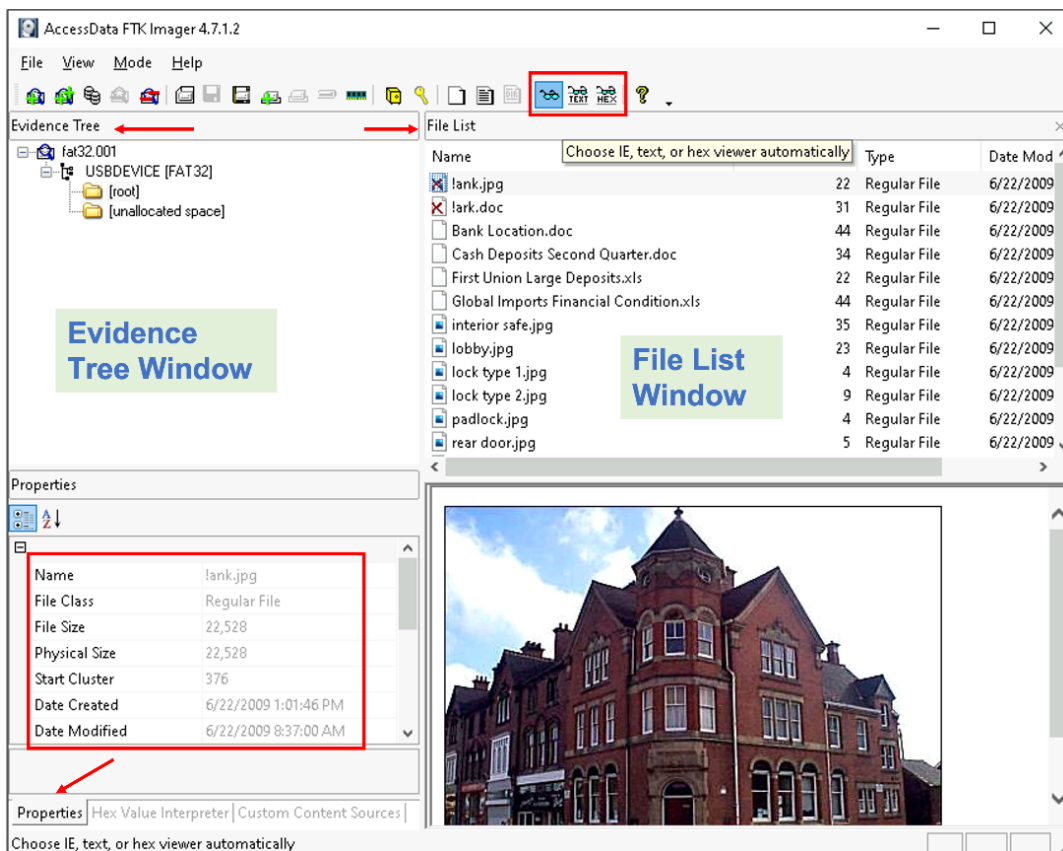 AccessData FTK Imager 4.7.1.2
File View Mode Help
TEXT HEX
Evidence Tree
File List
fat32.001
USBDEVICE [FAT32]
[root]
[unallocated space]
Evidence
Tree Window
Name Type Date Mod
Choose IE, text, or hex viewer automatically
!ank.jpg 22 Regular File 6/22/2009
!ark.doc 31 Regular File 6/22/2009
Bank Location.doc 44 Regular File 6/22/2009
Cash Deposits Second Quarter.doc 34 Regular File 6/22/2009
First Union Large Deposits.xls 22 Regular File 6/22/2009
Global Imports Financial Condition.xls 44 Regular File 6/22/2009
interior safe.jpg 35 Regular File 6/22/2009
lobby.jpg 23 Regular File 6/22/2009
lock type 1.jpg 4 Regular File 6/22/2009
lock type 2.jpg 9 Regular File 6/22/2009
padlock.jpg 4 Regular File 6/22/2009
rear door.jpg 5 Regular File 6/22/2009
File List
Window
Properties
Name !ank.jpg
File Class Regular File
File Size 22,528
Physical Size 22,528
Start Cluster 376
Date Created 6/22/2009 1:01:46 PM
Date Modified 6/22/2009 8:37:00 AM
Properties Hex Value Interpreter Custom Content Sources
Choose IE, text, or hex viewer automatically